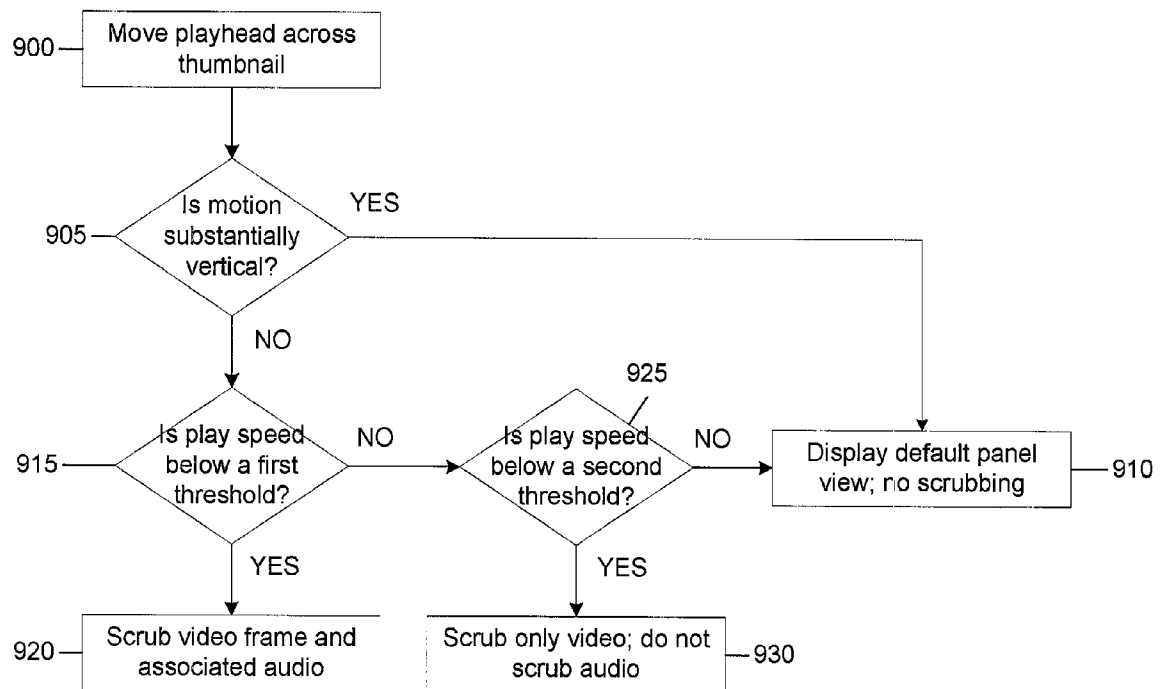 900
Move playhead across
thumbnail
905
Is motion
substantially
vertical?
YES
NO
915
Is play speed
below a first
threshold?
NO
925
Is play speed
below a second
threshold?
NO
Display default panel
view; no scrubbing
910
YES
YES
920
Scrub video frame and
associated audio
Scrub only video; do not
scrub audio
930